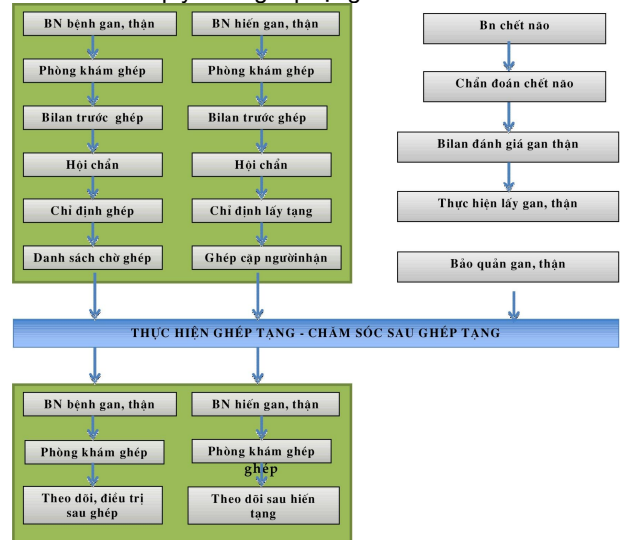 BN bệnh gan, thận
Phòng khám ghép
Bilan trước ghép
Hội chẩn
Chỉ định ghép
Danh sách chờ ghép
BN hiến gan, thận
Phòng khám ghép
Bilan trước ghép
Hội chẩn
Chỉ định lấy tạng
Ghép cặp ngườinhận
Bn chết não
Chẩn đoán chết não
Bilan đánh giá gan thận
Thực hiện lấy gan, thận
Bảo quản gan, thận
THỰC HIỆN GHÉP TẠNG - CHĂM SÓC SAU GHÉP TẠNG
BN bệnh gan, thận
Phòng khám ghép
Theo dõi, điều trị
sau ghép
BN hiến gan, thận
Phòng khám ghép
ghép
Theo dõi sau hiến
tạng